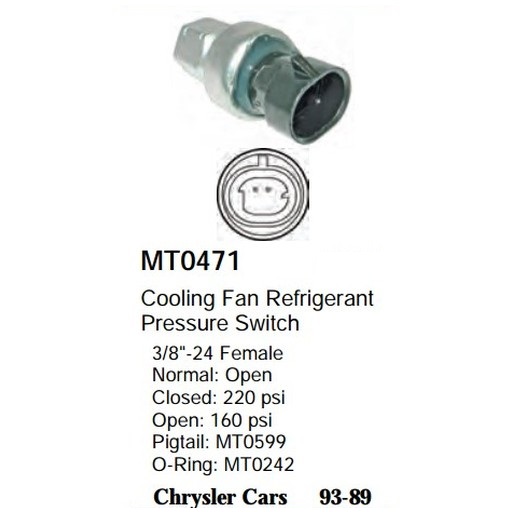 MT0471
Cooling Fan Refrigerant
Pressure Switch
3/8"-24 Female
Normal: Open
Closed: 220 psi
Open: 160 psi
Pigtail: MT0599
O-Ring: MT0242
Chrysler Cars 93-89